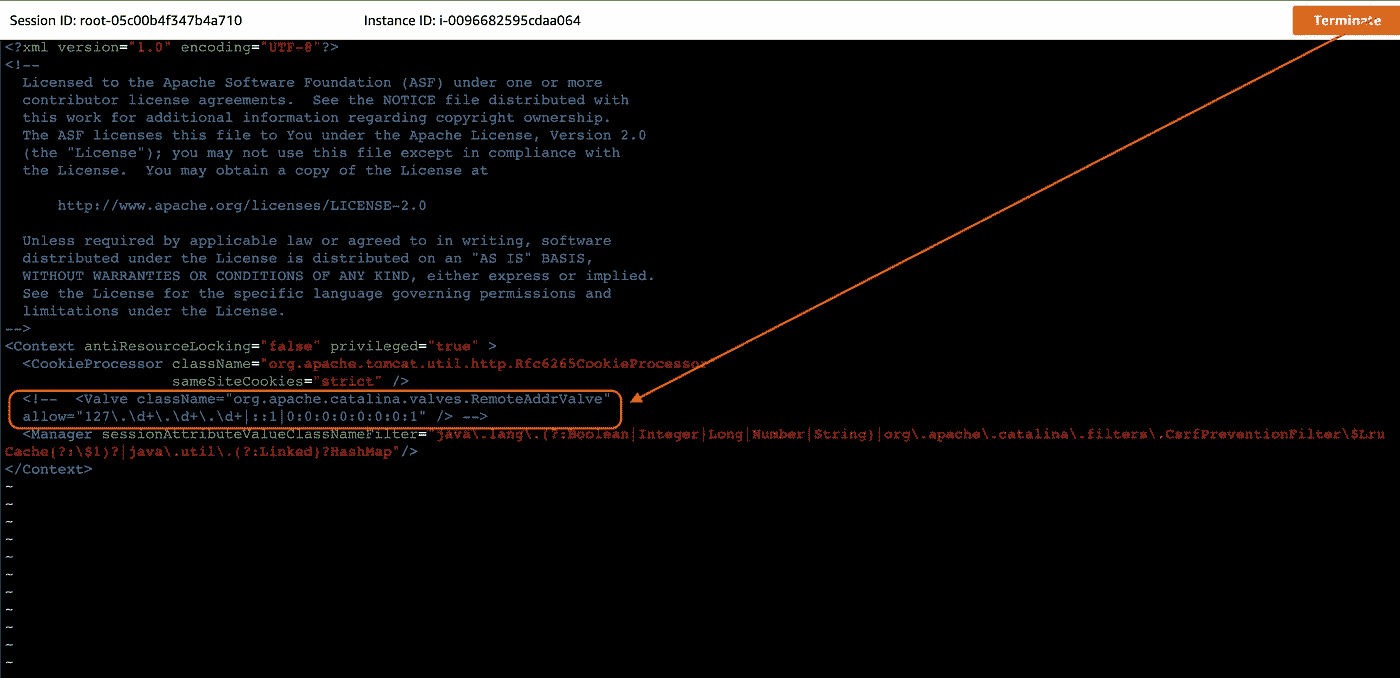 Session ID: root-05c00b4f347b4a710 Instance ID: i-0096682595cdaa064 Terminate
<?xml version="1.0" encoding="UTF-8"?>
<!--
  Licensed to the Apache Software Foundation (ASF) under one or more
  contributor license agreements.  See the NOTICE file distributed with
  this work for additional information regarding copyright ownership.
  The ASF licenses this file to You under the Apache License, Version 2.0
  (the "License"); you may not use this file except in compliance with
  the License.  You may obtain a copy of the License at
      http://www.apache.org/licenses/LICENSE-2.0
  Unless required by applicable law or agreed to in writing, software
  distributed under the License is distributed on an "AS IS" BASIS,
  WITHOUT WARRANTIES OR CONDITIONS OF ANY KIND, either express or implied.
  See the License for the specific language governing permissions and
  limitations under the License.
-->
<Context antiResourceLocking="false" privileged="true" >
  <CookieProcessor className="org.apache.tomcat.util.http.Rfc6265CookieProcessor
                   sameSiteCookies="strict" />
  <!--  <Valve className="org.apache.catalina.valves.RemoteAddrValve"
  allow="127\.\d+\.\d+\.\d+|::1|0:0:0:0:0:0:0:1" /> -->
  <Manager sessionAttributeValueClassNameFilter="java\.lang\.(?:Boolean|Integer|Long|Number|String)|org\.apache\.catalina\.filters\.CsrfPreventionFilter\$Lru
Cache(?:\$1)?|java\.util\.(?:Linked)?HashMap"/>
</Context>
~
~
~
~
~
~
~
~
~
~
~